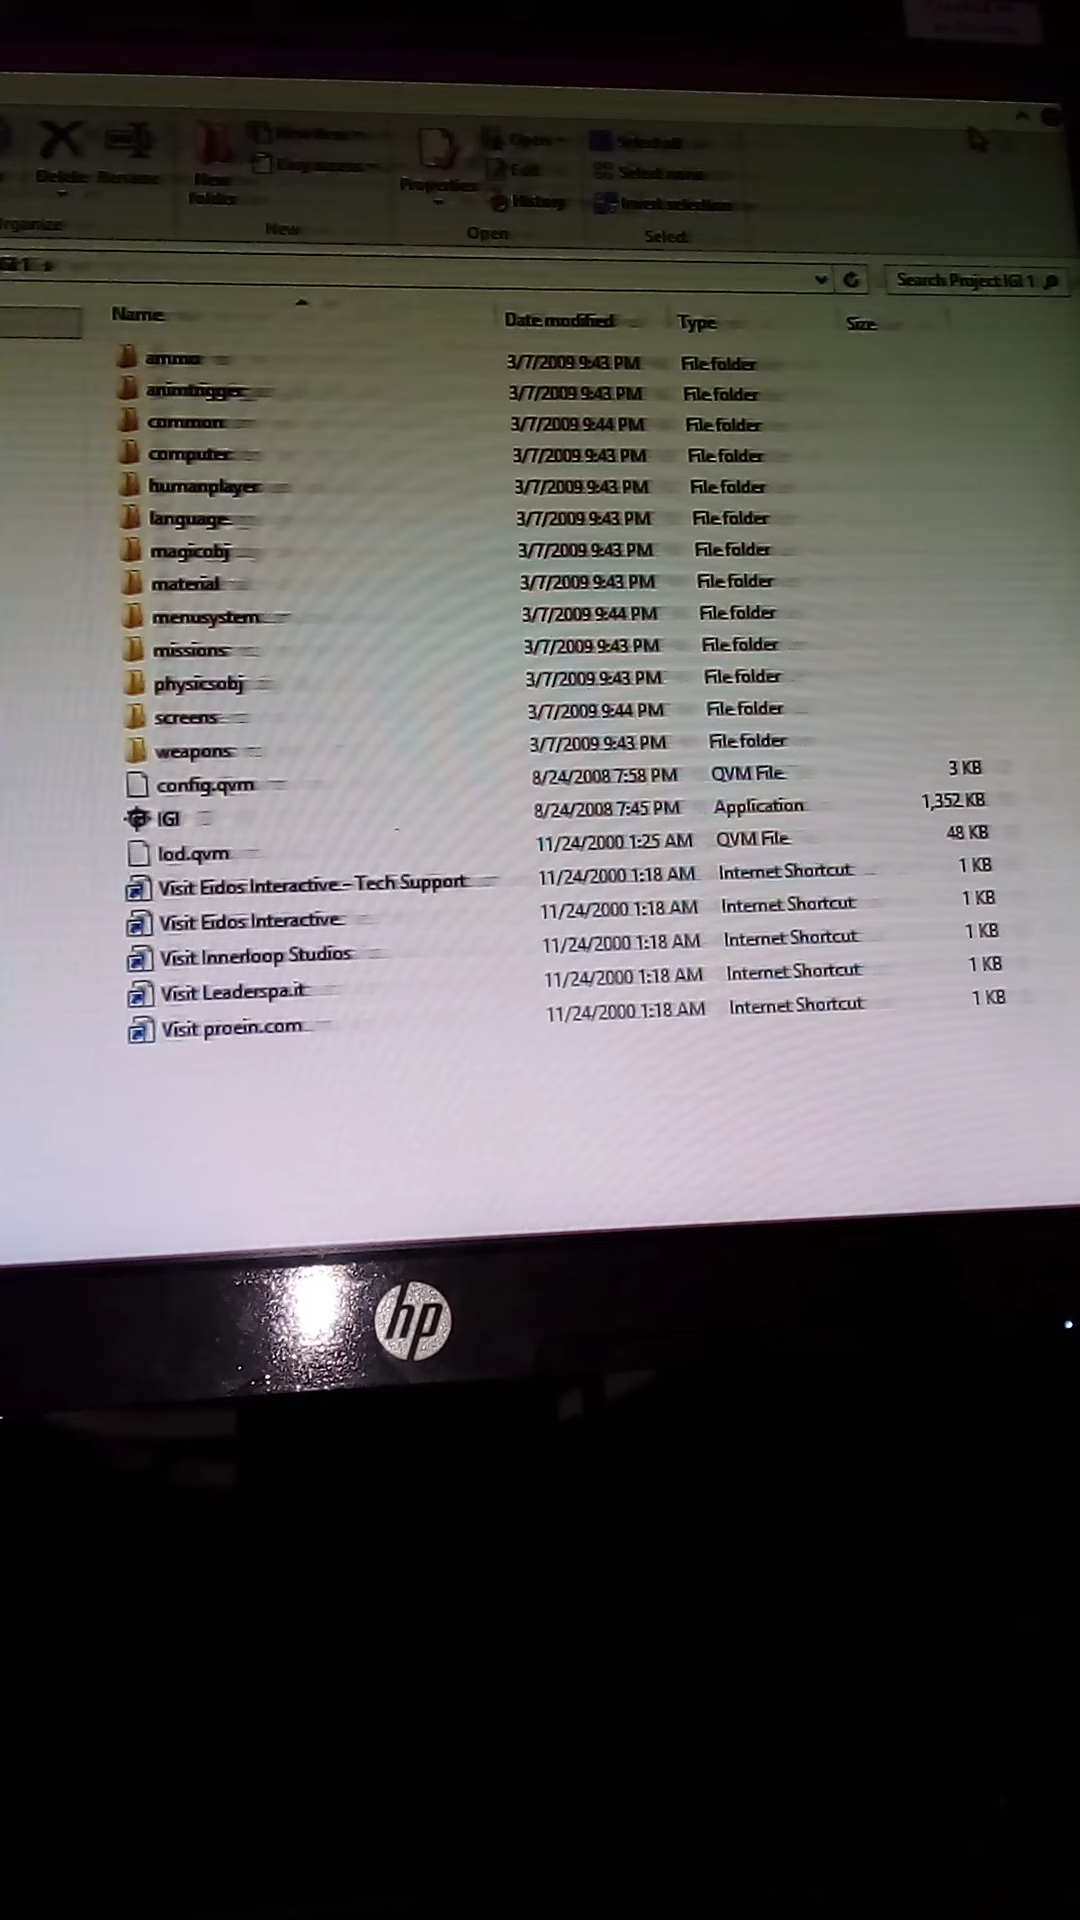 Delete Rename
New
Folder
Properties
Open
Edit
History
Select all
Select none
Invert selection
New
Open
Select
Search Project IGI 1
Name Date modified Type Size
ammo 3/7/2009 9:43 PM File folder
animtrigger 3/7/2009 9:43 PM File folder
common 3/7/2009 9:44 PM File folder
computer 3/7/2009 9:43 PM File folder
humanplayer 3/7/2009 9:43 PM File folder
language 3/7/2009 9:43 PM File folder
magicobj 3/7/2009 9:43 PM File folder
material 3/7/2009 9:43 PM File folder
menusystem 3/7/2009 9:44 PM File folder
missions 3/7/2009 9:43 PM File folder
physicsobj 3/7/2009 9:43 PM File folder
screens 3/7/2009 9:44 PM File folder
weapons 3/7/2009 9:43 PM File folder
config.qvm 8/24/2008 7:58 PM QVM File 3 KB
IGI 8/24/2008 7:45 PM Application 1,352 KB
lod.qvm 11/24/2000 1:25 AM QVM File 48 KB
Visit Eidos Interactive - Tech Support 11/24/2000 1:18 AM Internet Shortcut 1 KB
Visit Eidos Interactive 11/24/2000 1:18 AM Internet Shortcut 1 KB
Visit Innerloop Studios 11/24/2000 1:18 AM Internet Shortcut 1 KB
Visit Leaderspa.it 11/24/2000 1:18 AM Internet Shortcut 1 KB
Visit proein.com 11/24/2000 1:18 AM Internet Shortcut 1 KB
hp